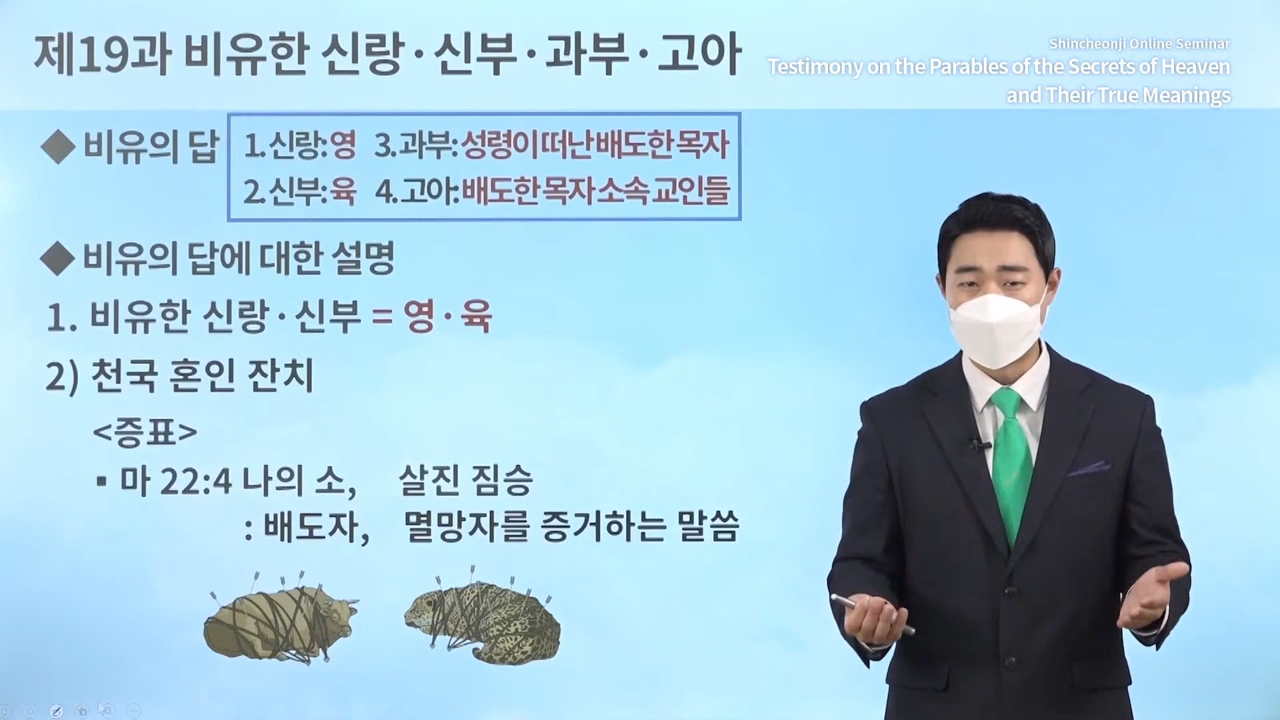 제19과 비유한 신랑·신부·과부·고아
Shincheonji Online Seminar
Testimony on the Parables of the Secrets of Heaven
and Their True Meanings
◆ 비유의 답
1. 신랑: 영 3. 과부: 성령이 떠난 배도한 목자
2. 신부: 육 4. 고아: 배도한 목자 소속 교인들
◆ 비유의 답에 대한 설명
1. 비유한 신랑·신부 = 영·육
2) 천국 혼인 잔치
<증표>
▪ 마 22:4 나의 소, 살진 짐승
: 배도자, 멸망자를 증거하는 말씀